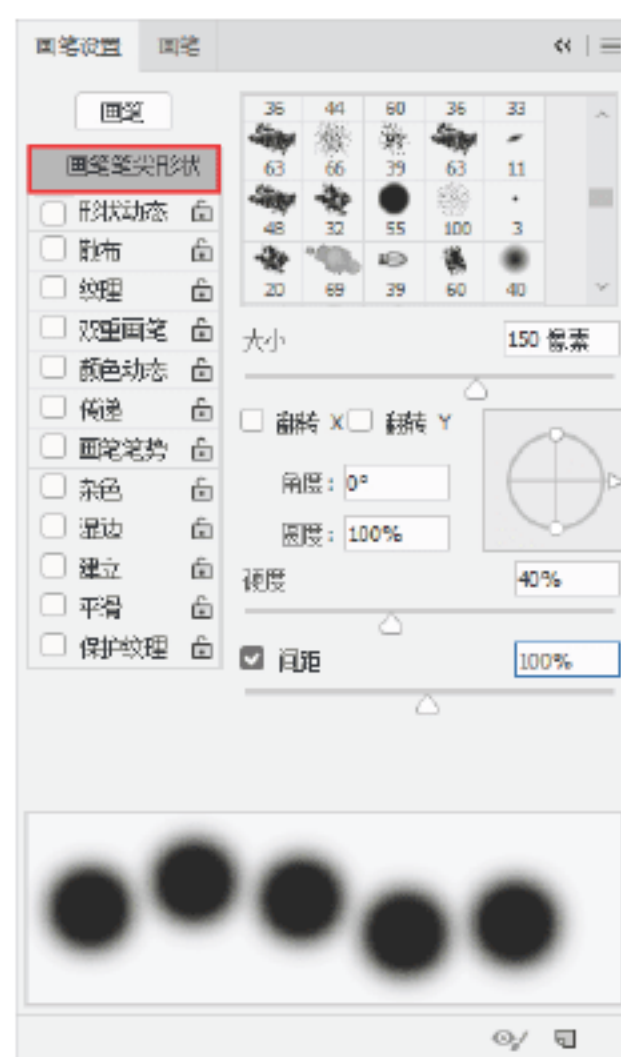 画笔设置 画笔
画笔
画笔笔尖形状
形状动态
散布
纹理
双重画笔
颜色动态
传递
画笔笔势
杂色
湿边
建立
平滑
保护纹理
36 44 60 36 33
63 66 39 63 11
48 32 55 100 3
20 69 39 60 40
大小 150 像素
翻转 X 翻转 Y
角度: 0°
圆度: 100%
硬度 40%
间距 100%